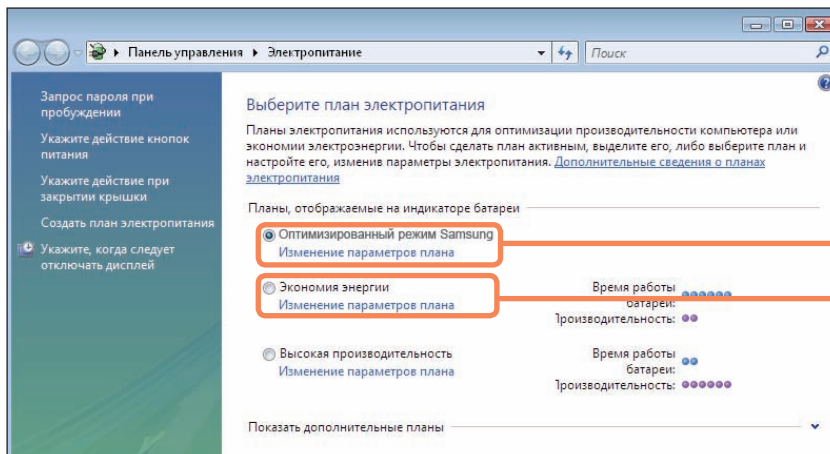 Панель управления ▸ Электропитание
Поиск
Запрос пароля при
пробуждении
Укажите действие кнопок
питания
Укажите действие при
закрытии крышки
Создать план электропитания
Укажите, когда следует
отключать дисплей
Выберите план электропитания
Планы электропитания используются для оптимизации производительности компьютера или
экономии электроэнергии. Чтобы сделать план активным, выделите его, либо выберите план и
настройте его, изменив параметры электропитания. Дополнительные сведения о планах
электропитания
Планы, отображаемые на индикаторе батареи
Оптимизированный режим Samsung
Изменение параметров плана
Экономия энергии
Изменение параметров плана
Время работы
батареи:
Производительность:
Высокая производительность
Изменение параметров плана
Время работы
батареи:
Производительность:
Показать дополнительные планы